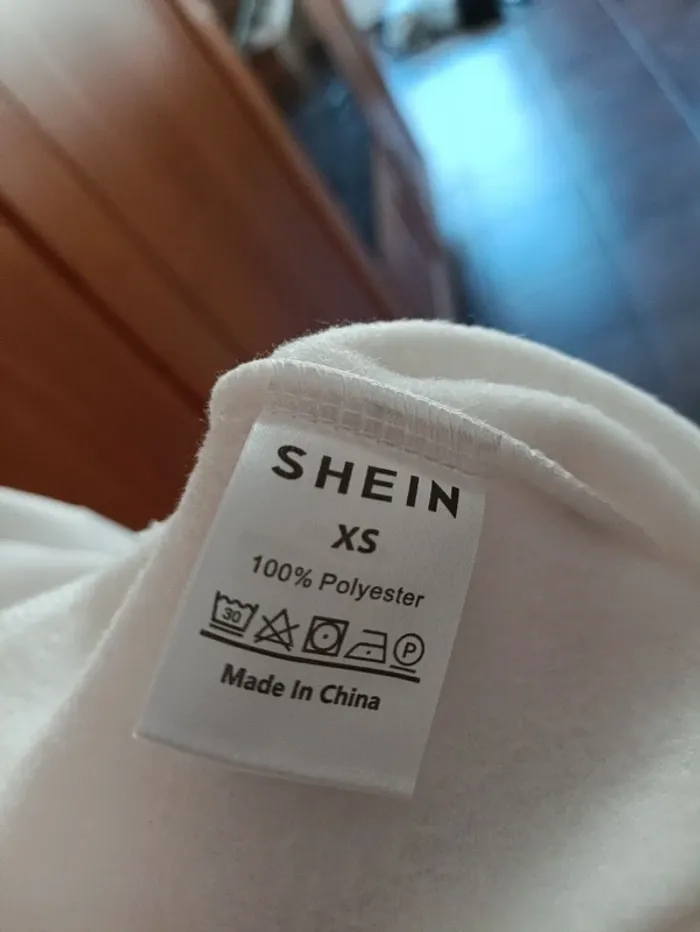 SHEIN
XS
100% Polyester
30 P
Made In China